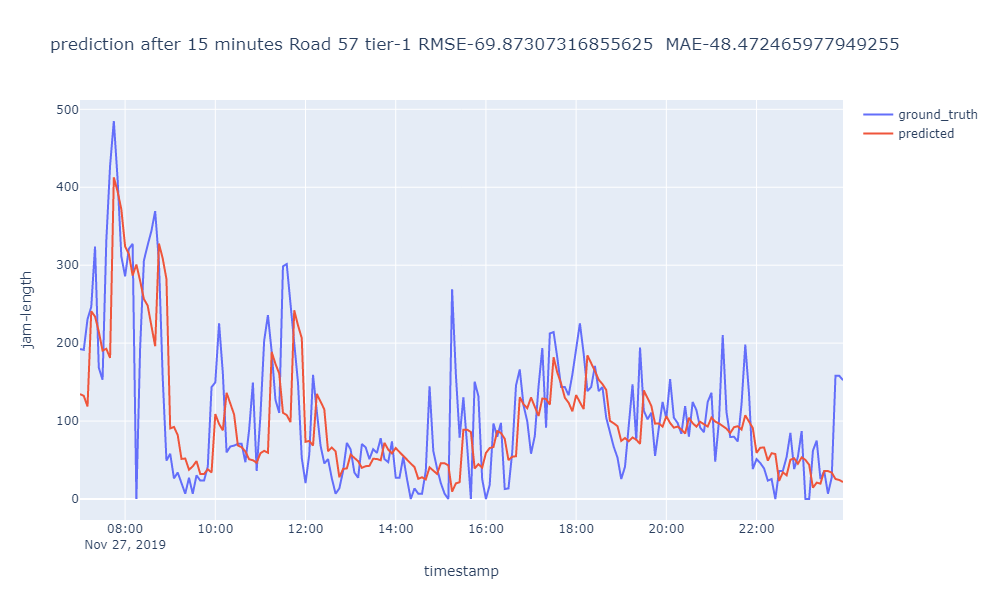 prediction after 15 minutes Road 57 tier-1 RMSE-69.87307316855625  MAE-48.472465977949255
ground_truth
predicted
jam-length
500
400
300
200
100
0
08:00 10:00 12:00 14:00 16:00 18:00 20:00 22:00
Nov 27, 2019
timestamp